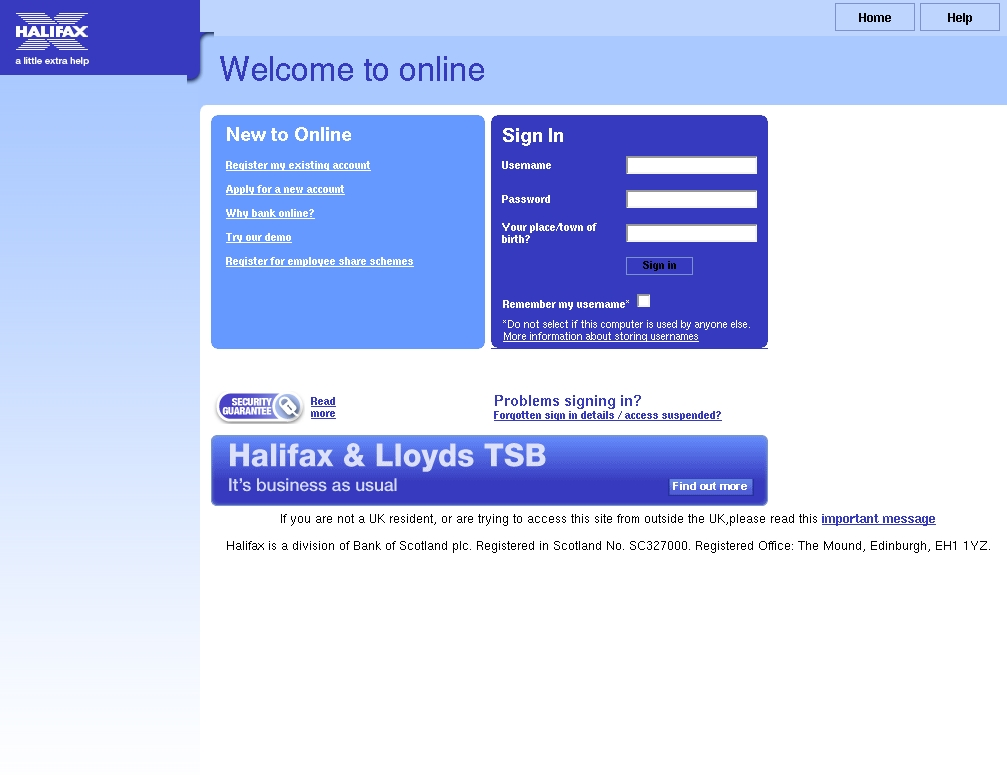 HALIFAX
a little extra help
Home
Help
Welcome to online
New to Online
Register my existing account
Apply for a new account
Why bank online?
Try our demo
Register for employee share schemes
Sign In
Username
Password
Your place/town of
birth?
Sign in
Remember my username*
*Do not select if this computer is used by anyone else.
More information about storing usernames
SECURITY
GUARANTEE
Read
more
Problems signing in?
Forgotten sign in details / access suspended?
Halifax & Lloyds TSB
It's business as usual
Find out more
If you are not a UK resident, or are trying to access this site from outside the UK,please read this important message
Halifax is a division of Bank of Scotland plc. Registered in Scotland No. SC327000. Registered Office: The Mound, Edinburgh, EH1 1YZ.